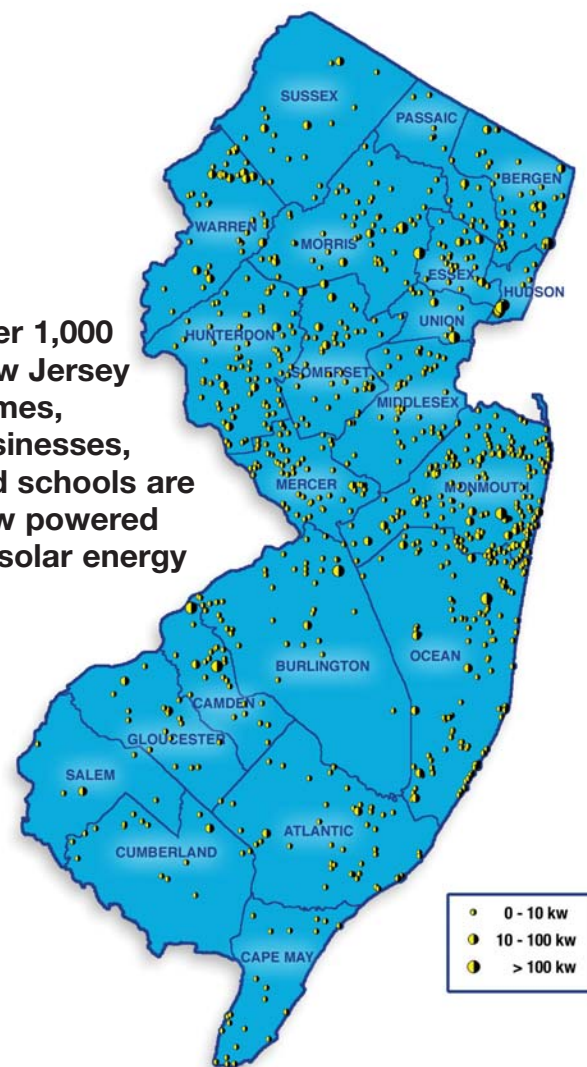 SUSSEX
PASSAIC
BERGEN
WARREN
MORRIS
ESSEX
HUDSON
UNION
HUNTERDON
SOMERSET
MIDDLESEX
er 1,000
w Jersey
mes,
sinesses,
d schools are
w powered
solar energy
MERCER
MONMOUTH
OCEAN
BURLINGTON
CAMDEN
GLOUCESTER
SALEM
ATLANTIC
CUMBERLAND
CAPE MAY
0 - 10 kw
10 - 100 kw
> 100 kw